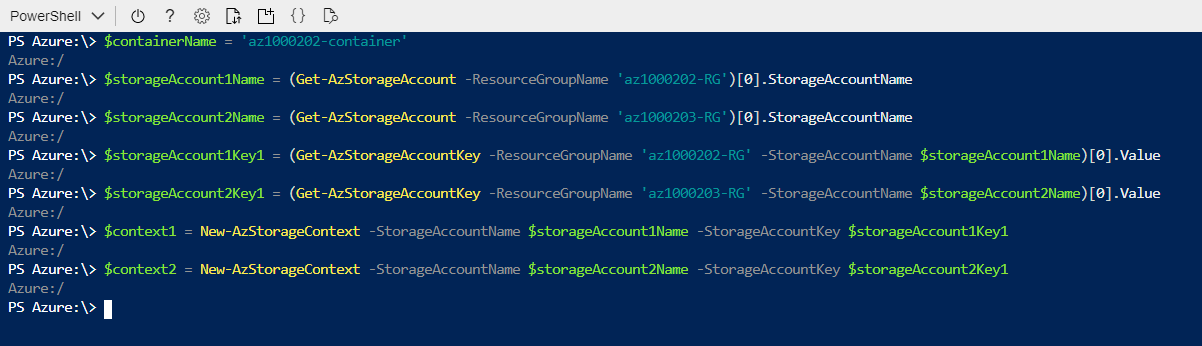 PowerShell
PS Azure:\> $containerName = 'az1000202-container'
Azure:/
PS Azure:\> $storageAccount1Name = (Get-AzStorageAccount -ResourceGroupName 'az1000202-RG')[0].StorageAccountName
Azure:/
PS Azure:\> $storageAccount2Name = (Get-AzStorageAccount -ResourceGroupName 'az1000203-RG')[0].StorageAccountName
Azure:/
PS Azure:\> $storageAccount1Key1 = (Get-AzStorageAccountKey -ResourceGroupName 'az1000202-RG' -StorageAccountName $storageAccount1Name)[0].Value
Azure:/
PS Azure:\> $storageAccount2Key1 = (Get-AzStorageAccountKey -ResourceGroupName 'az1000203-RG' -StorageAccountName $storageAccount2Name)[0].Value
Azure:/
PS Azure:\> $context1 = New-AzStorageContext -StorageAccountName $storageAccount1Name -StorageAccountKey $storageAccount1Key1
Azure:/
PS Azure:\> $context2 = New-AzStorageContext -StorageAccountName $storageAccount2Name -StorageAccountKey $storageAccount2Key1
Azure:/
PS Azure:\>